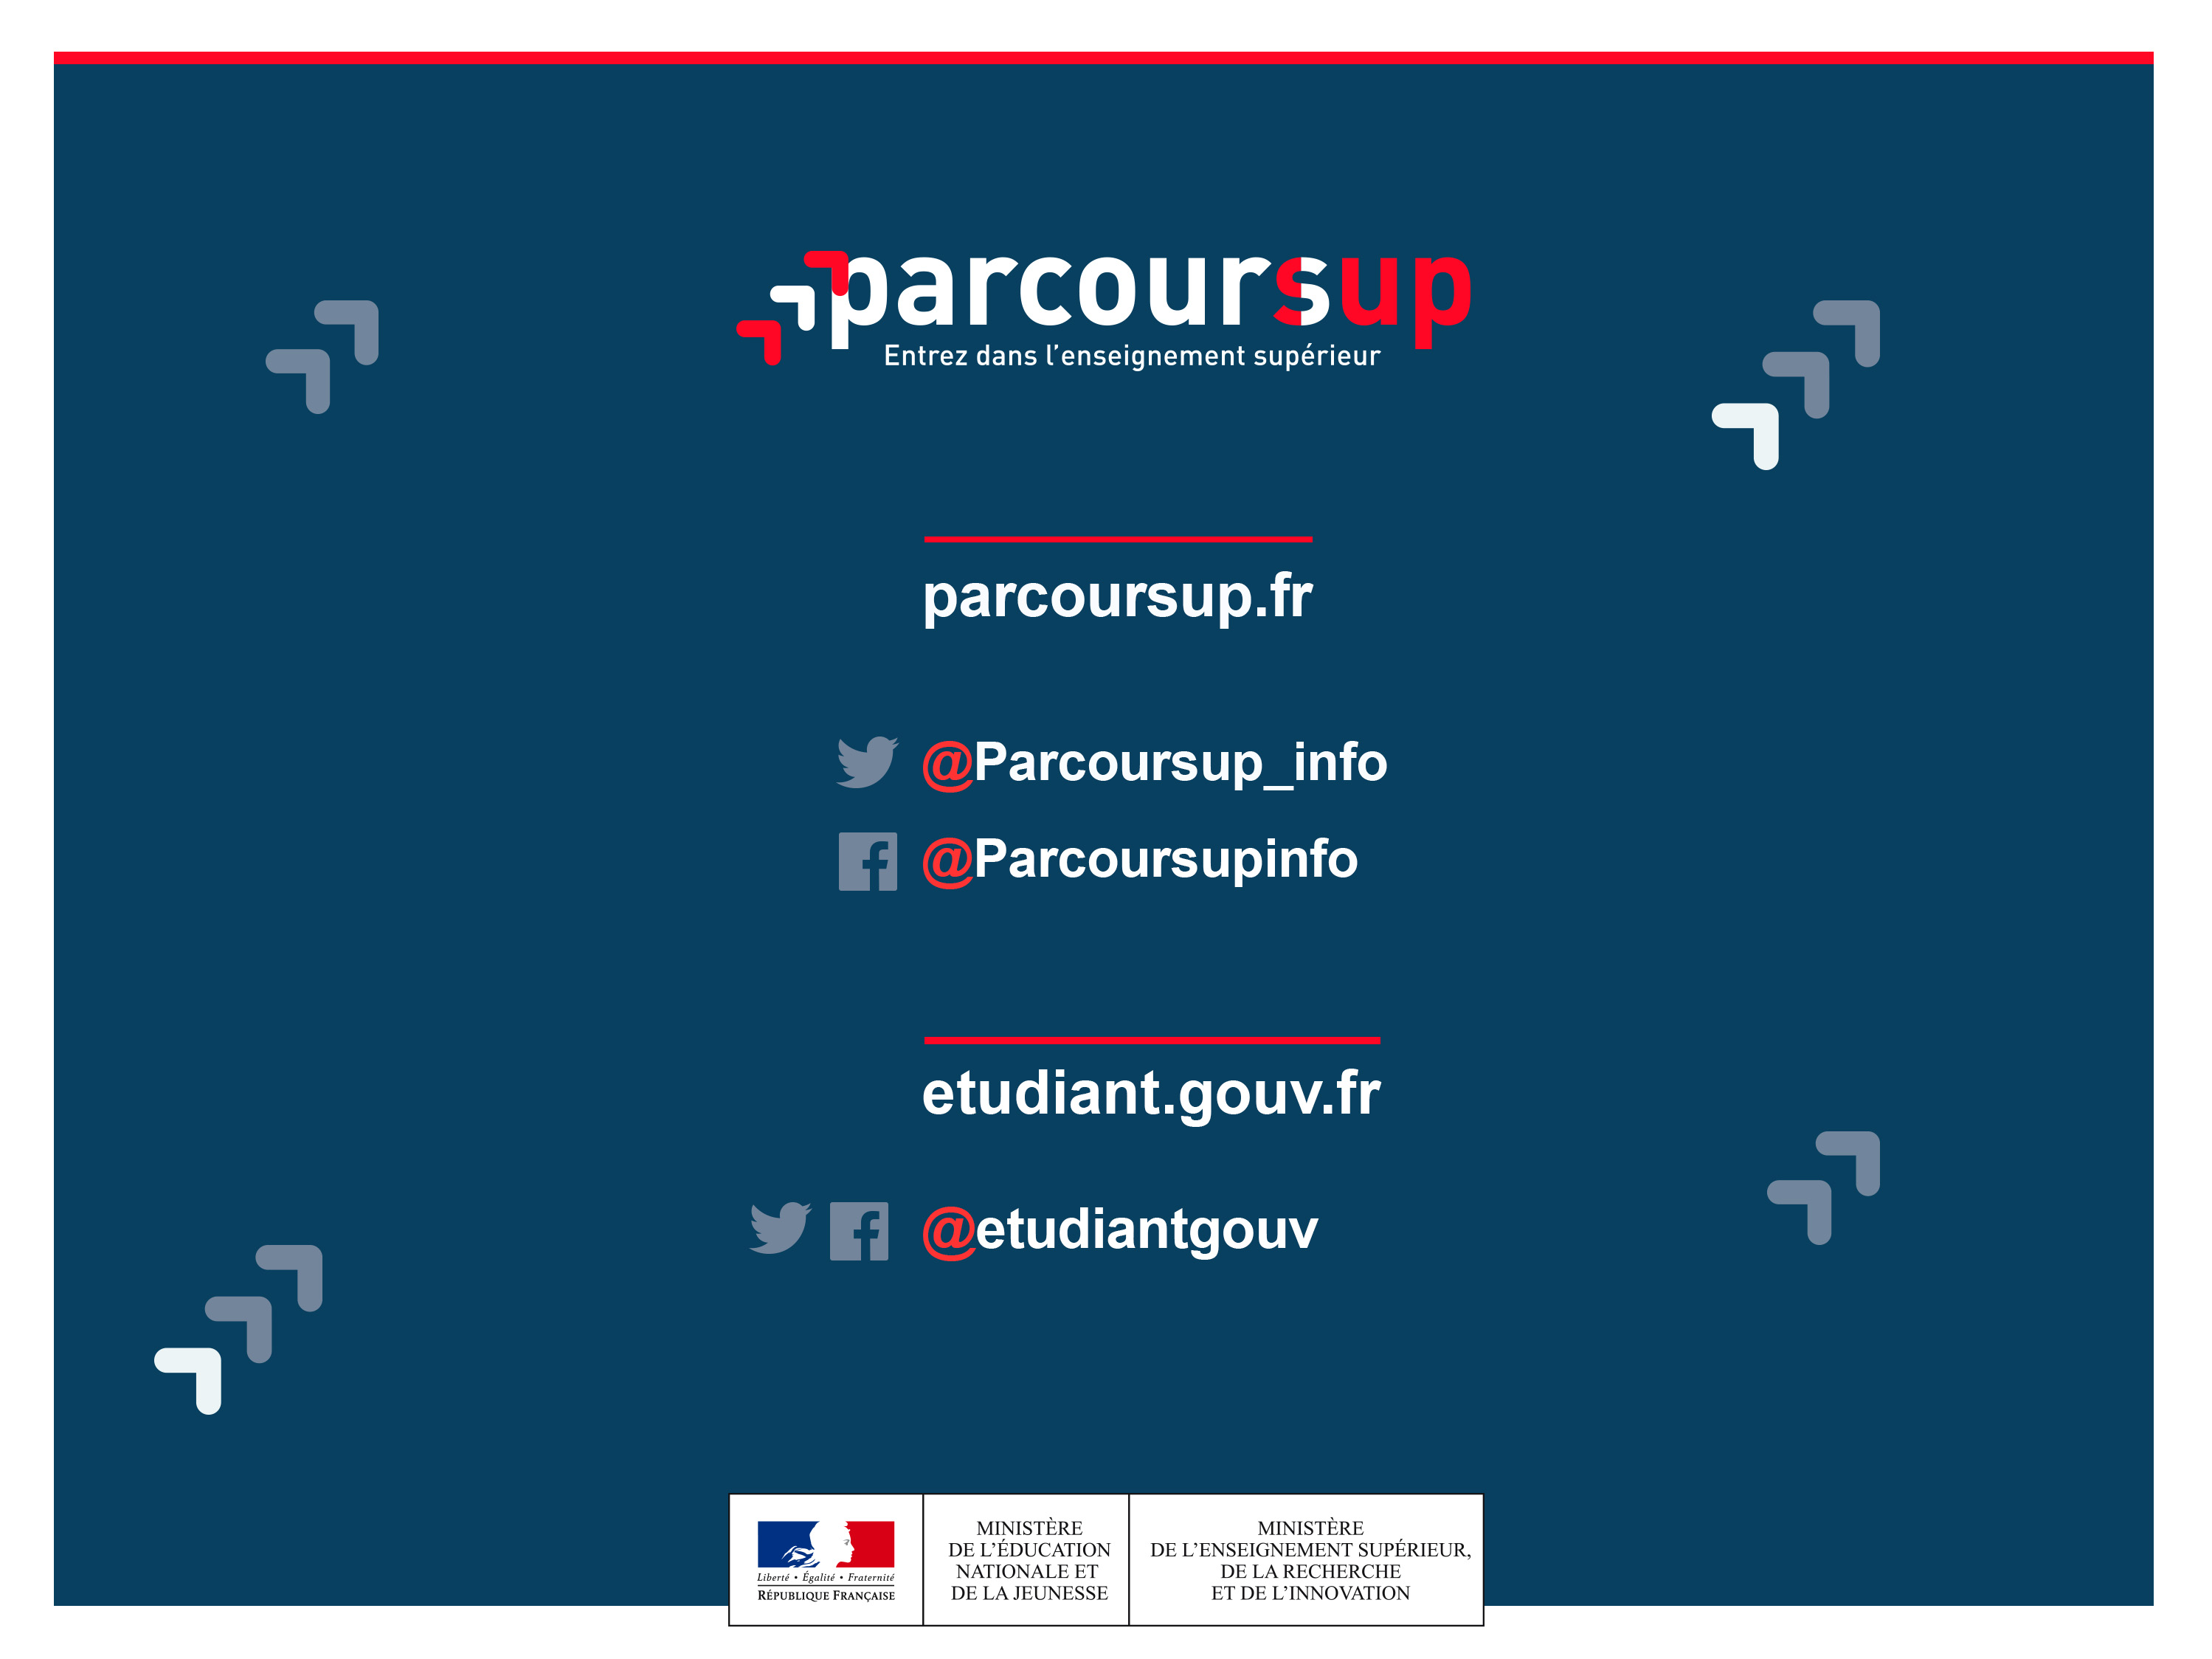 parcoursup
Entrez dans l'enseignement supérieur
parcoursup.fr
@Parcoursup_info
@Parcoursupinfo
etudiant.gouv.fr
@etudiantgouv
Liberté • Égalité • Fraternité
RÉPUBLIQUE FRANÇAISE
MINISTÈRE
DE L'ÉDUCATION
NATIONALE ET
DE LA JEUNESSE
MINISTÈRE
DE L'ENSEIGNEMENT SUPÉRIEUR,
DE LA RECHERCHE
ET DE L'INNOVATION